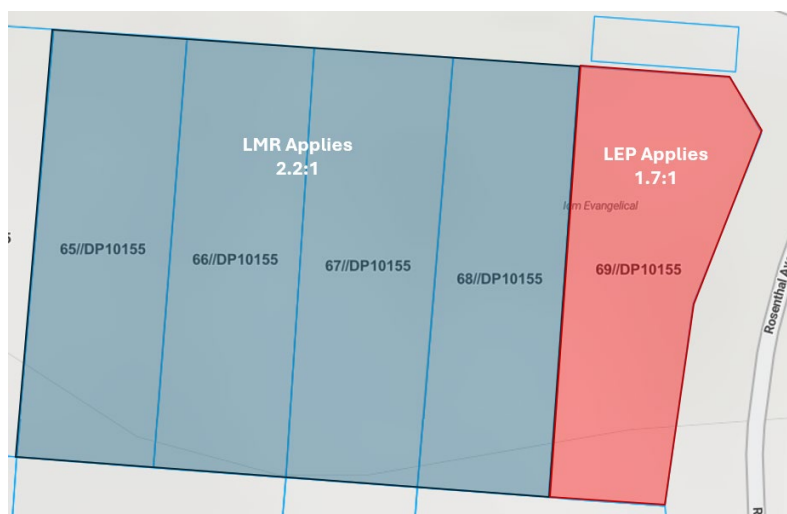 LMR Applies
2.2:1
LEP Applies
1.7:1
Evangelical
65//DP10155
66//DP10155
67//DP10155
68//DP10155
69//DP10155
Rosenthal Av
R